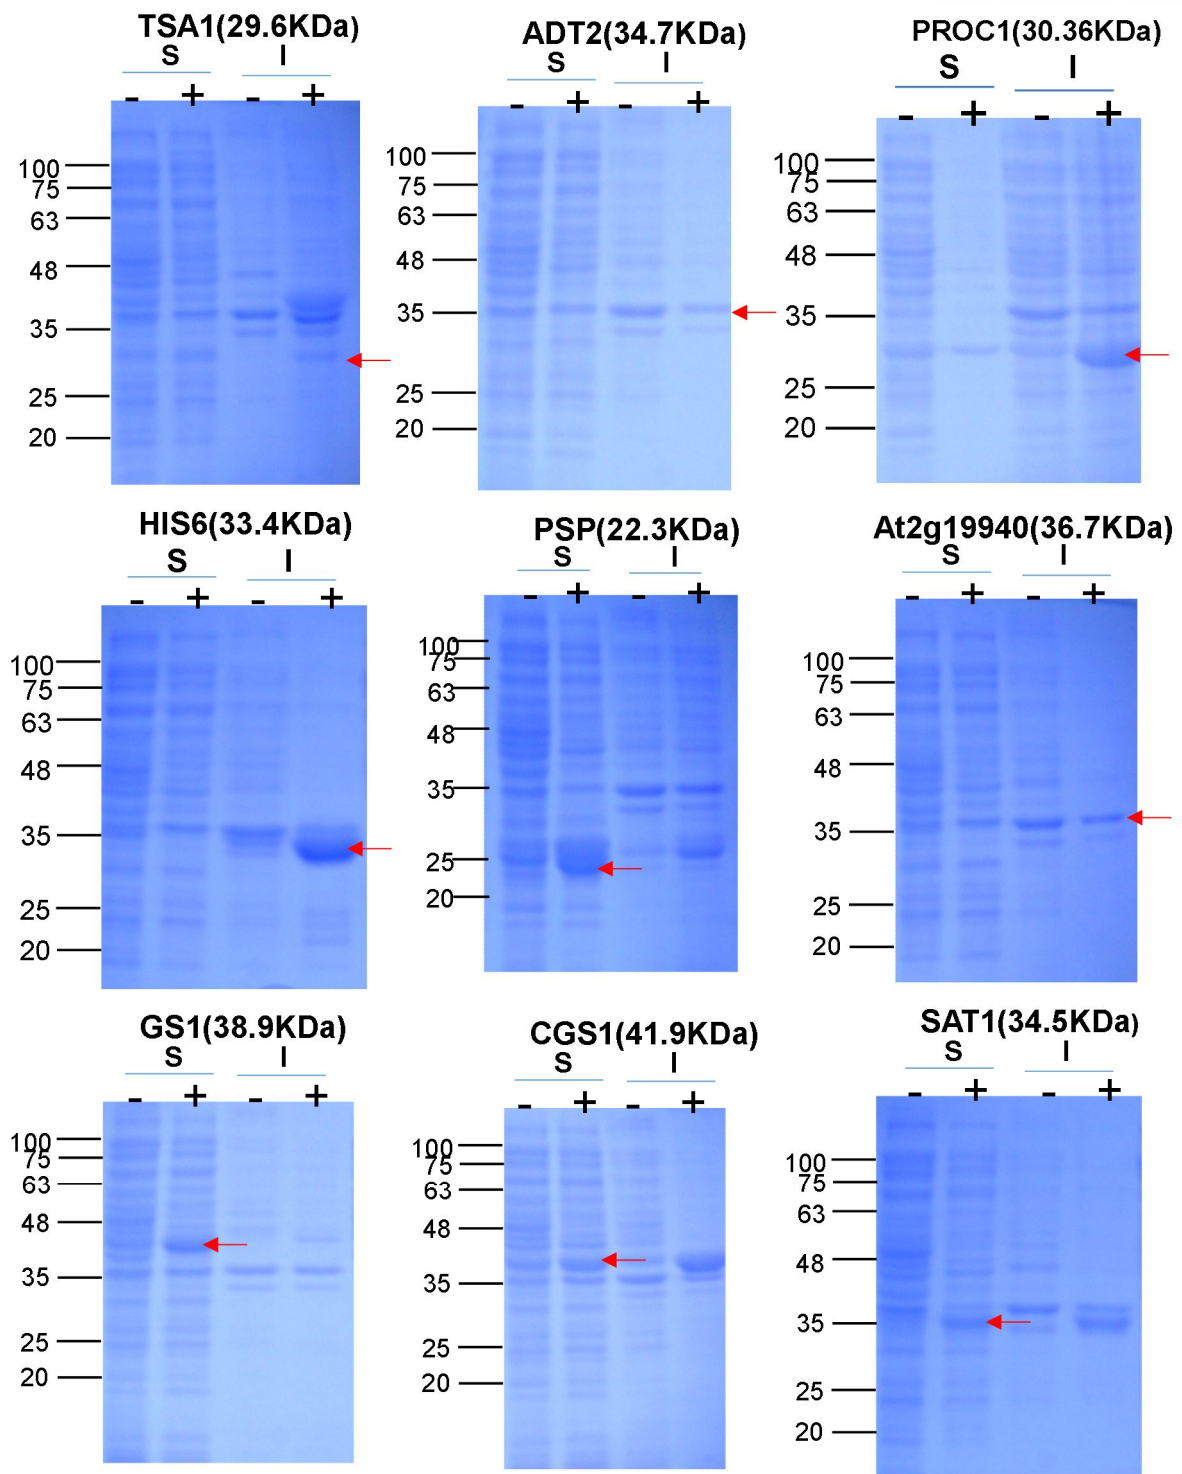 TSA1(29.6KDa)
S I
- + - +
100
75
63
48
35
25
20
ADT2(34.7KDa)
S I
- + - +
100
75
63
48
35
25
20
PROC1(30.36KDa)
S I
- + - +
100
75
63
48
35
25
20
HIS6(33.4KDa)
S I
- + - +
100
75
63
48
35
25
20
PSP(22.3KDa)
S I
- + - +
100
75
63
48
35
25
20
At2g19940(36.7KDa)
S I
- + - +
100
75
63
48
35
25
20
GS1(38.9KDa)
S I
- + - +
100
75
63
48
35
25
20
CGS1(41.9KDa)
S I
- + - +
100
75
63
48
35
25
20
SAT1(34.5KDa)
S I
- + - +
100
75
63
48
35
25
20